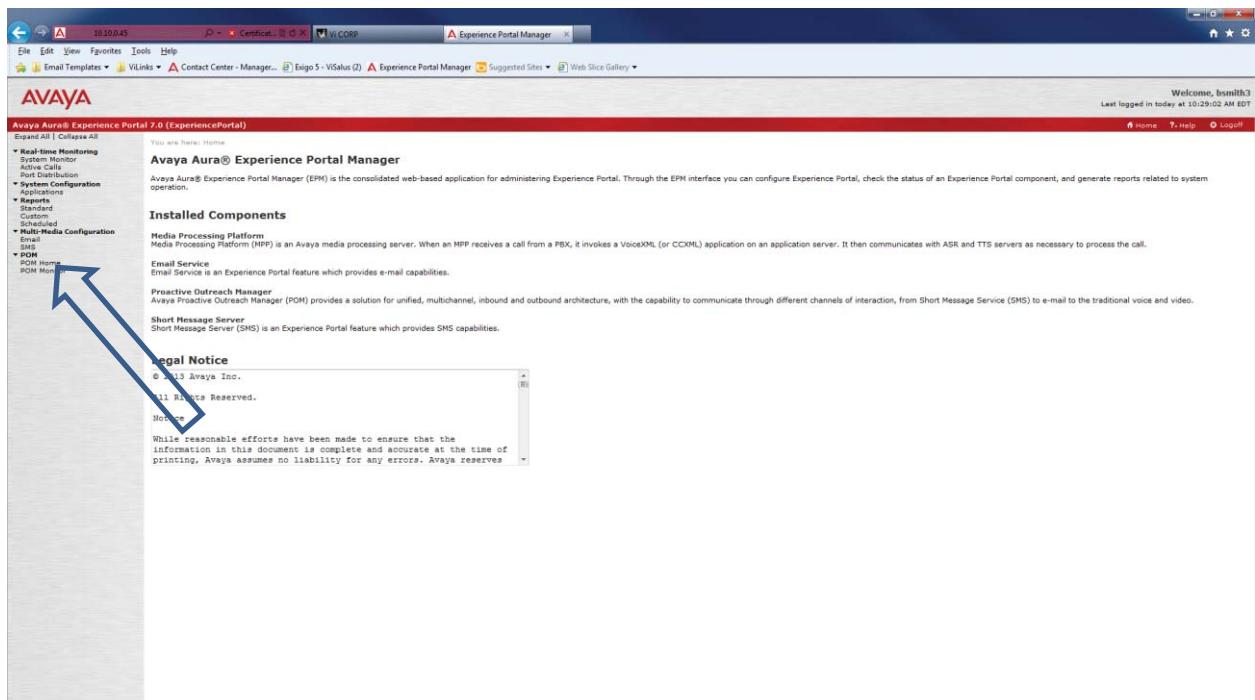 10.10.0.45
Certificat...
Vi CORP
Experience Portal Manager
File Edit View Favorites Tools Help
Email Templates
ViLinks
Contact Center - Manager...
Exigo 5 - ViSalus (2)
Experience Portal Manager
Suggested Sites
Web Slice Gallery
AVAYA
Welcome, bsmith3
Last logged in today at 10:29:02 AM EDT
Avaya Aura® Experience Portal 7.0 (ExperiencePortal)
Home ? Help Logoff
Expand All | Collapse All
Real-time Monitoring
System Monitor
Active Calls
Port Distribution
System Configuration
Applications
Reports
Standard
Custom
Scheduled
Multi-Media Configuration
Email
SMS
POM
POM Home
POM
You are here: Home
Avaya Aura® Experience Portal Manager
Avaya Aura® Experience Portal Manager (EPM) is the consolidated web-based application for administering Experience Portal. Through the EPM interface you can configure Experience Portal, check the status of an Experience Portal component, and generate reports related to system
operation.
Installed Components
Media Processing Platform
Media Processing Platform (MPP) is an Avaya media processing server. When an MPP receives a call from a PBX, it invokes a VoiceXML (or CCXML) application on an application server. It then communicates with ASR and TTS servers as necessary to process the call.
Email Service
Email Service is an Experience Portal feature which provides e-mail capabilities.
Proactive Outreach Manager
Avaya Proactive Outreach Manager (POM) provides a solution for unified, multichannel, inbound and outbound architecture, with the capability to communicate through different channels of interaction, from Short Message Service (SMS) to e-mail to the traditional voice and video.
Short Message Server
Short Message Server (SMS) is an Experience Portal feature which provides SMS capabilities.
Legal Notice
© 2013 Avaya Inc.
All Rights Reserved.
Notice
While reasonable efforts have been made to ensure that the
information in this document is complete and accurate at the time of
printing, Avaya assumes no liability for any errors. Avaya reserves